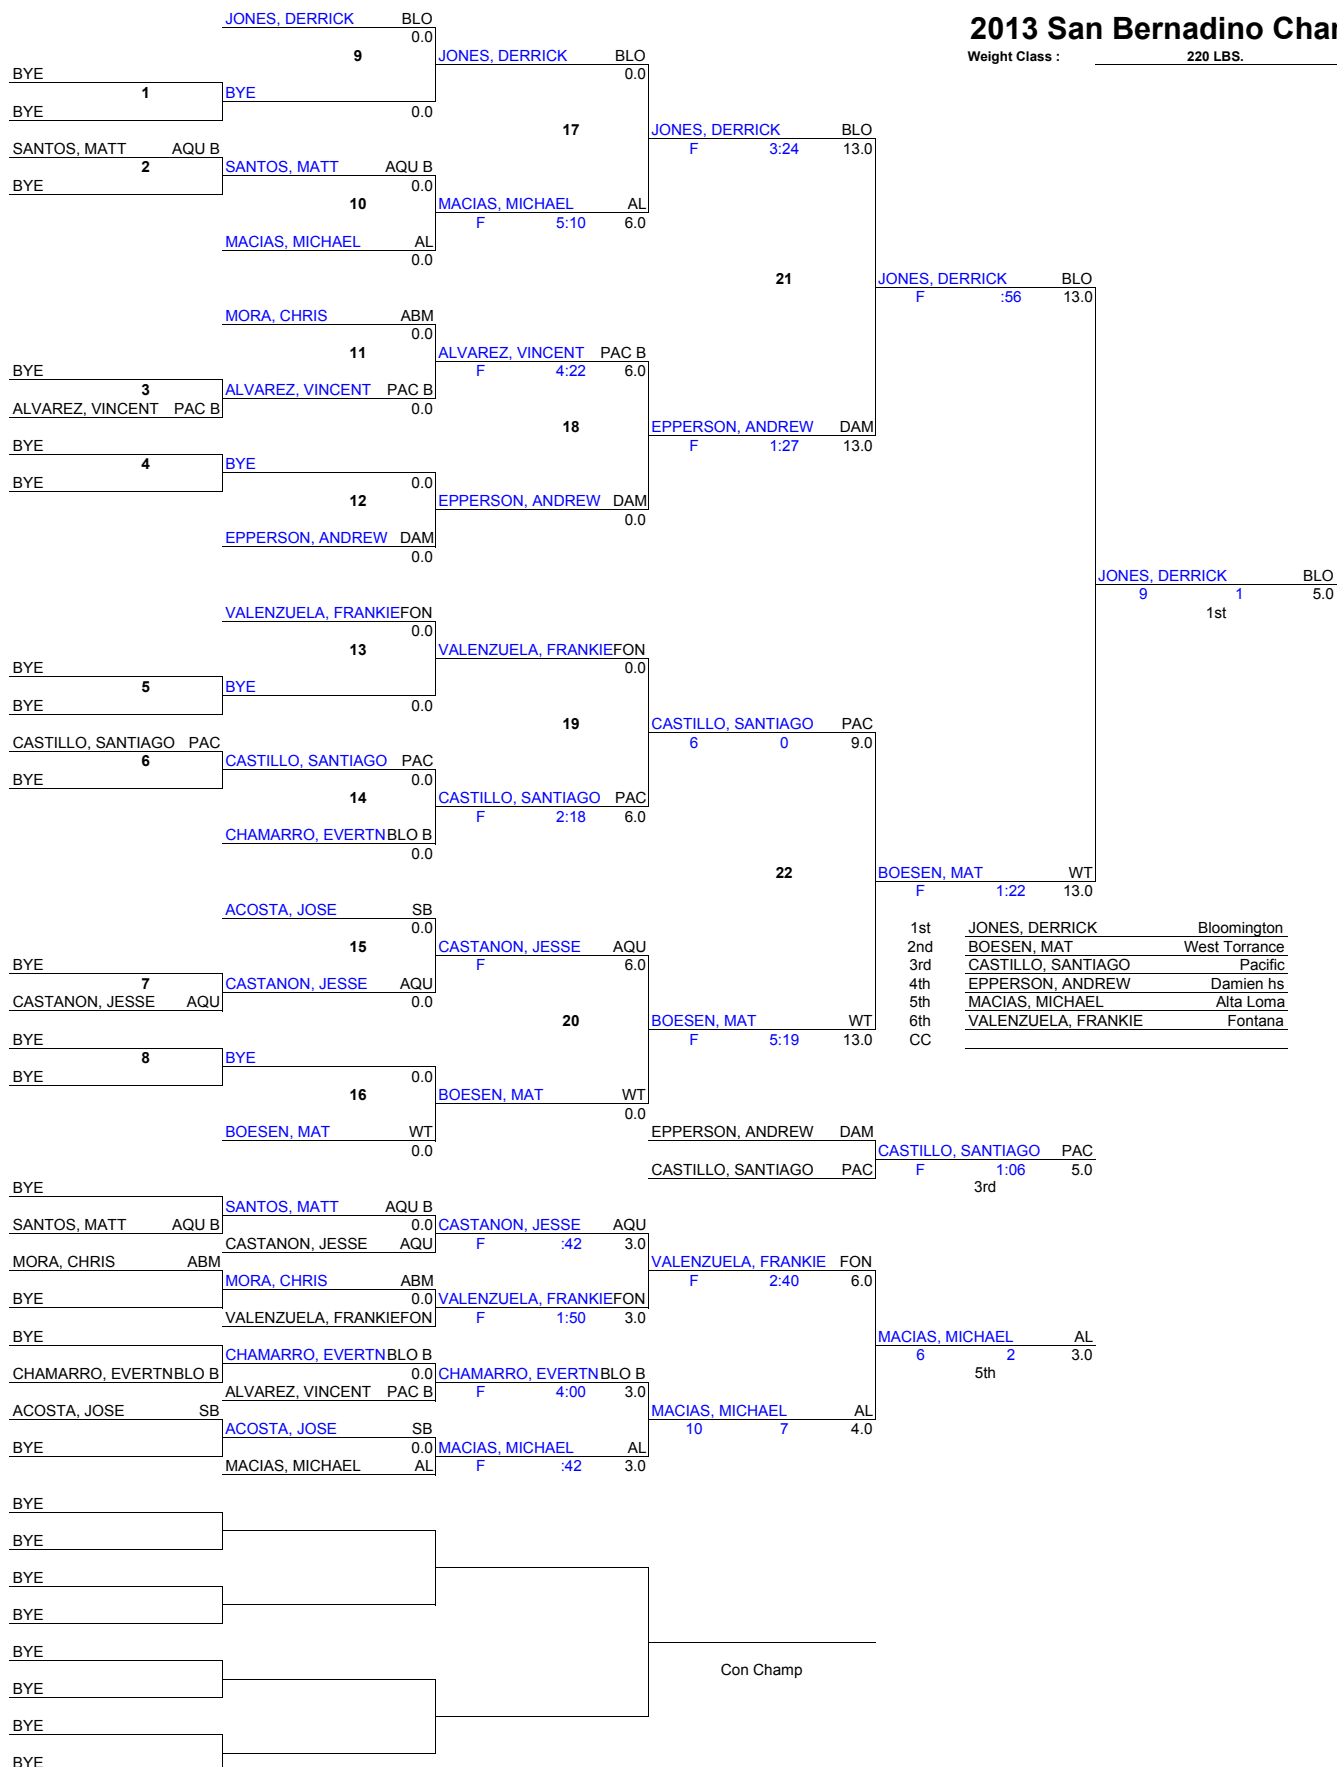 2013 San Bernadino Cha
Weight Class : 220 LBS.
JONES, DERRICK BLO
0.0
9 JONES, DERRICK BLO
BYE 0.0
1 BYE
BYE 0.0
17 JONES, DERRICK BLO
SANTOS, MATT AQU B F 3:24 13.0
2 SANTOS, MATT AQU B
BYE 0.0
10 MACIAS, MICHAEL AL
F 5:10 6.0
MACIAS, MICHAEL AL
0.0
21 JONES, DERRICK BLO
F :56 13.0
MORA, CHRIS ABM
0.0
11 ALVAREZ, VINCENT PAC B
BYE F 4:22 6.0
3 ALVAREZ, VINCENT PAC B
ALVAREZ, VINCENT PAC B 0.0
18 EPPERSON, ANDREW DAM
BYE F 1:27 13.0
4 BYE
BYE 0.0
12 EPPERSON, ANDREW DAM
0.0
EPPERSON, ANDREW DAM
0.0
JONES, DERRICK BLO
9 1 5.0
1st
VALENZUELA, FRANKIE FON
0.0
13 VALENZUELA, FRANKIE FON
BYE 0.0
5 BYE
BYE 0.0
19 CASTILLO, SANTIAGO PAC
CASTILLO, SANTIAGO PAC 6 0 9.0
6 CASTILLO, SANTIAGO PAC
BYE 0.0
14 CASTILLO, SANTIAGO PAC
F 2:18 6.0
CHAMARRO, EVERTN BLO B
0.0
22 BOESEN, MAT WT
F 1:22 13.0
ACOSTA, JOSE SB
0.0
15 CASTANON, JESSE AQU
BYE F 6.0
7 CASTANON, JESSE AQU
CASTANON, JESSE AQU 0.0
20 BOESEN, MAT WT
BYE F 5:19 13.0
8 BYE
BYE 0.0
16 BOESEN, MAT WT
0.0
BOESEN, MAT WT
0.0
1st JONES, DERRICK Bloomington
2nd BOESEN, MAT West Torrance
3rd CASTILLO, SANTIAGO Pacific
4th EPPERSON, ANDREW Damien hs
5th MACIAS, MICHAEL Alta Loma
6th VALENZUELA, FRANKIE Fontana
CC
EPPERSON, ANDREW DAM
CASTILLO, SANTIAGO PAC
CASTILLO, SANTIAGO PAC F 1:06 5.0
3rd
BYE
SANTOS, MATT AQU B
SANTOS, MATT AQU B 0.0 CASTANON, JESSE AQU
CASTANON, JESSE AQU F :42 3.0
MORA, CHRIS ABM VALENZUELA, FRANKIE FON
MORA, CHRIS ABM F 2:40 6.0
BYE 0.0 VALENZUELA, FRANKIE FON
VALENZUELA, FRANKIE FON F 1:50 3.0
BYE MACIAS, MICHAEL AL
CHAMARRO, EVERTN BLO B 6 2 3.0
CHAMARRO, EVERTN BLO B 0.0 CHAMARRO, EVERTN BLO B 5th
ALVAREZ, VINCENT PAC B F 4:00 3.0
ACOSTA, JOSE SB MACIAS, MICHAEL AL
ACOSTA, JOSE SB 10 7 4.0
BYE 0.0 MACIAS, MICHAEL AL
MACIAS, MICHAEL AL F :42 3.0
BYE
BYE
BYE
BYE
BYE
Con Champ
BYE
BYE
BYE